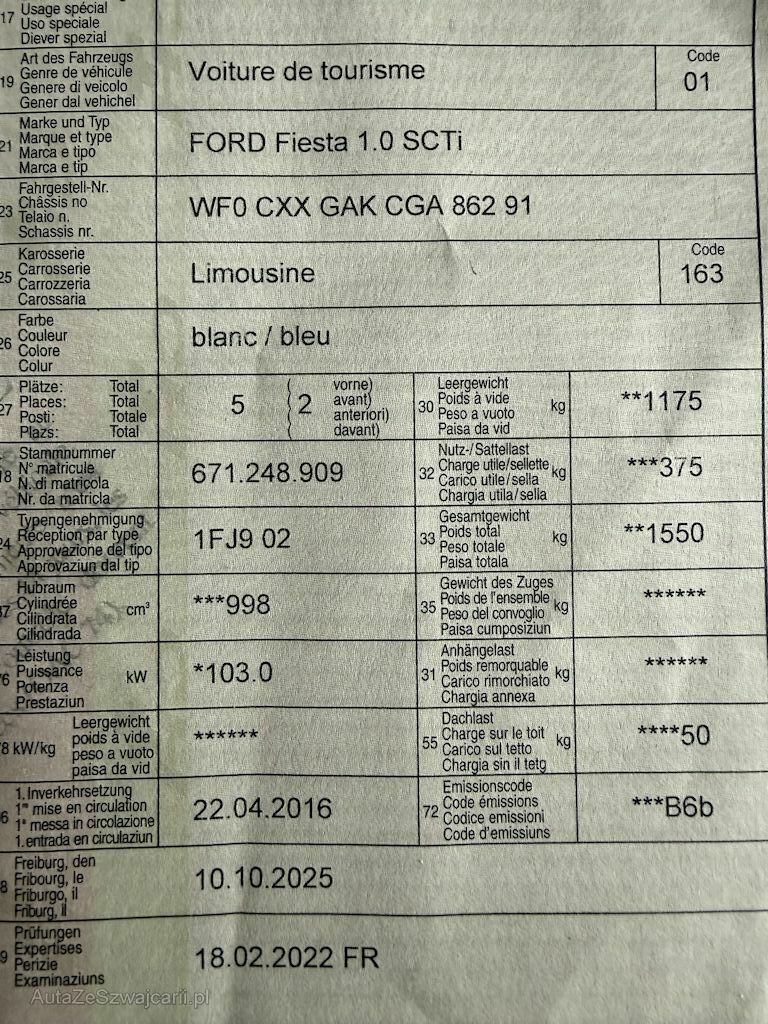 17 Usage spécial
Uso speciale
Diever spezial
19 Art des Fahrzeugs
Genre de véhicule
Genere di veicolo
Gener dal vehichel
Voiture de tourisme
Code
01
21 Marke und Typ
Marque et type
Marca e tipo
Marca e tip
FORD Fiesta 1.0 SCTi
23 Fahrgestell-Nr.
Châssis no
Telaio n.
Schassis nr.
WF0 CXX GAK CGA 862 91
25 Karosserie
Carrosserie
Carrozzeria
Carossaria
Limousine
Code
163
26 Farbe
Couleur
Colore
Colur
blanc / bleu
27 Plätze: Total
Places: Total
Posti: Totale
Plazs: Total
5 ( 2 vorne)
( avant)
( anteriori)
( davant)
30 Leergewicht
Poids à vide
Peso a vuoto
Paisa da vid
kg
**1175
18 Stammnummer
N° matricule
N. di matricola
Nr. da matricla
671.248.909
32 Nutz-/Sattellast
Charge utile/sellette
Carico utile/sella
Chargia utila/sella
kg
***375
24 Typengenehmigung
Réception par type
Approvazione del tipo
Approvaziun dal tip
1FJ9 02
33 Gesamtgewicht
Poids total
Peso totale
Paisa totala
kg
**1550
37 Hubraum
Cylindrée
Cilindrata
Cilindrada
cm³
***998
35 Gewicht des Zuges
Poids de l'ensemble
Peso del convoglio
Paisa cumposiziun
kg
******
76 Leistung
Puissance
Potenza
Prestaziun
kW
*103.0
31 Anhängelast
Poids remorquable
Carico rimorchiato
Chargia annexa
kg
******
78 kW/kg
Leergewicht
poids à vide
peso a vuoto
paisa da vid
******
55 Dachlast
Charge sur le toit
Carico sul tetto
Chargia sin il tetg
kg
****50
36 1. Inverkehrsetzung
1re mise en circulation
1a messa in circolazione
1. entrada en circulaziun
22.04.2016
72 Emissionscode
Code émissions
Codice emissioni
Code d'emissiuns
***B6b
8 Freiburg, den
Fribourg, le
Friburgo, il
Friburg, il
10.10.2025
9 Prüfungen
Expertises
Perizie
Examinaziuns
18.02.2022 FR
AutaZeSzwajcarii.pl